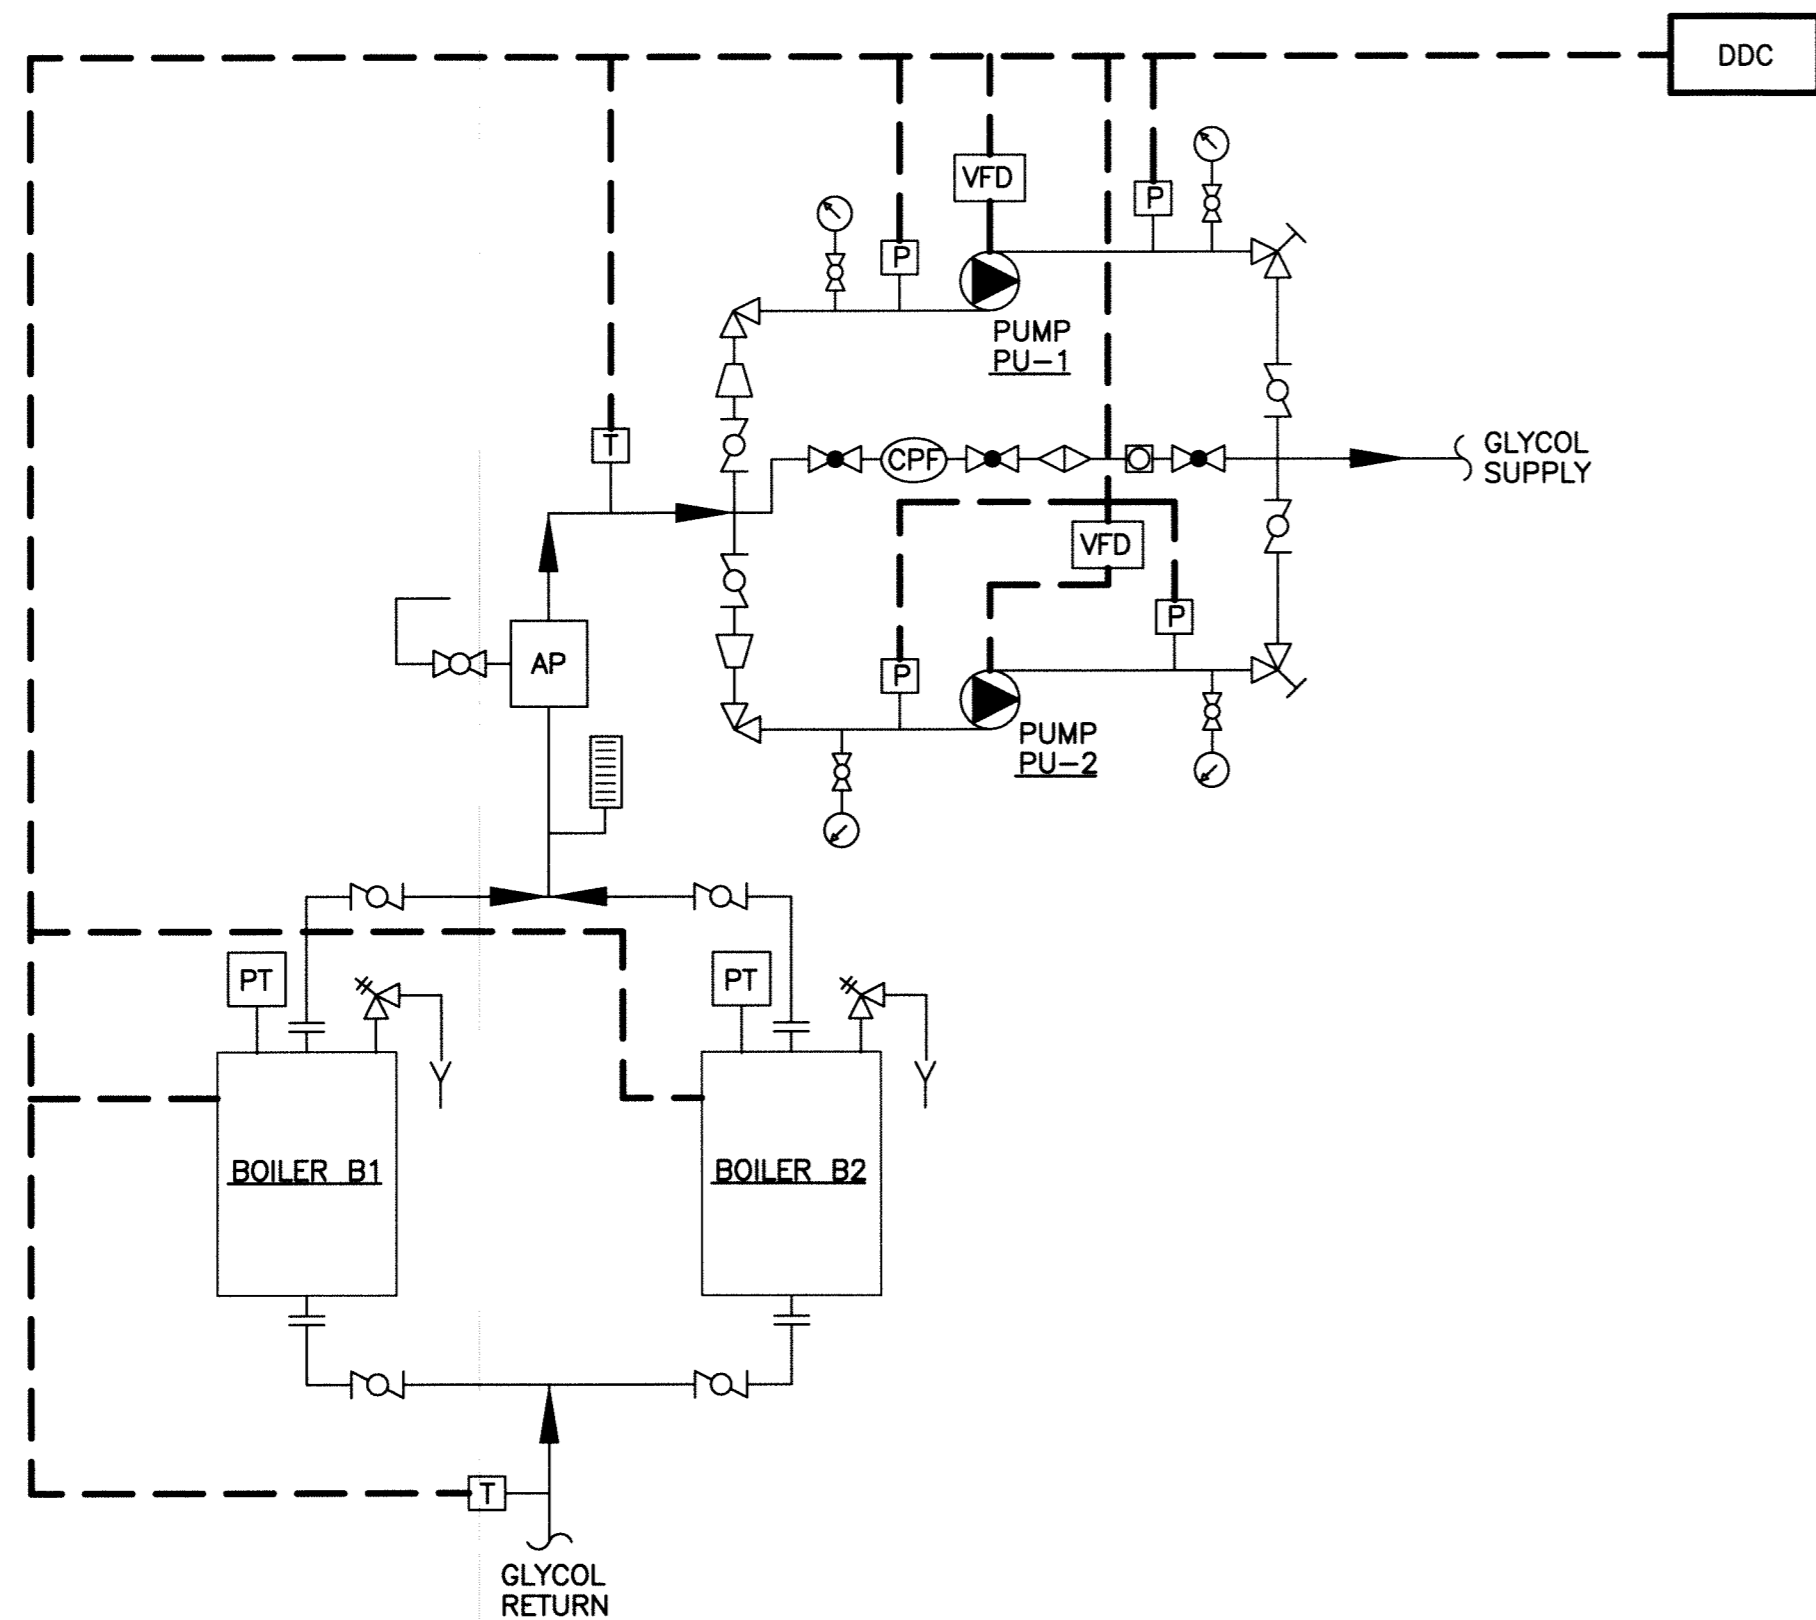 DDC
VFD
P
P
PUMP
PU-1
T
CPF
GLYCOL
SUPPLY
VFD
P
AP
P
PUMP
PU-2
PT
PT
BOILER B1
BOILER B2
T
GLYCOL
RETURN